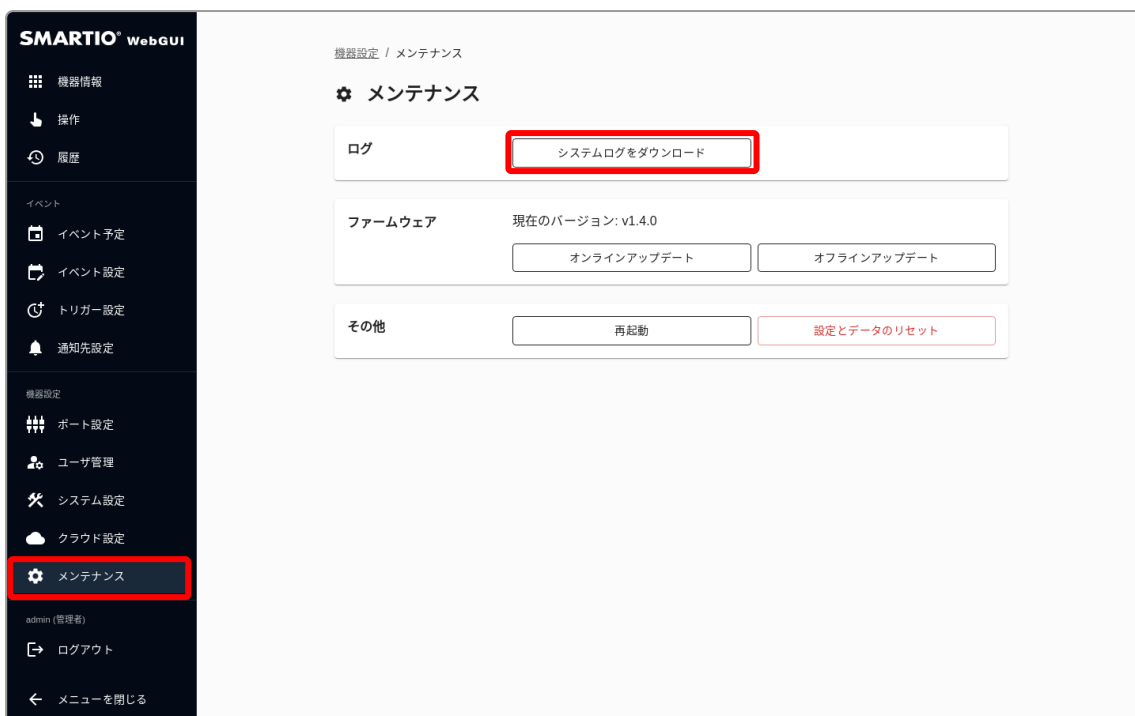 SMARTIO® WebGUI
機器情報
操作
履歴
イベント
イベント予定
イベント設定
トリガー設定
通知先設定
機器設定
ポート設定
ユーザ管理
システム設定
クラウド設定
メンテナンス
admin (管理者)
ログアウト
メニューを閉じる
機器設定 / メンテナンス
メンテナンス
ログ システムログをダウンロード
ファームウェア 現在のバージョン: v1.4.0
オンラインアップデート オフラインアップデート
その他 再起動 設定とデータのリセット